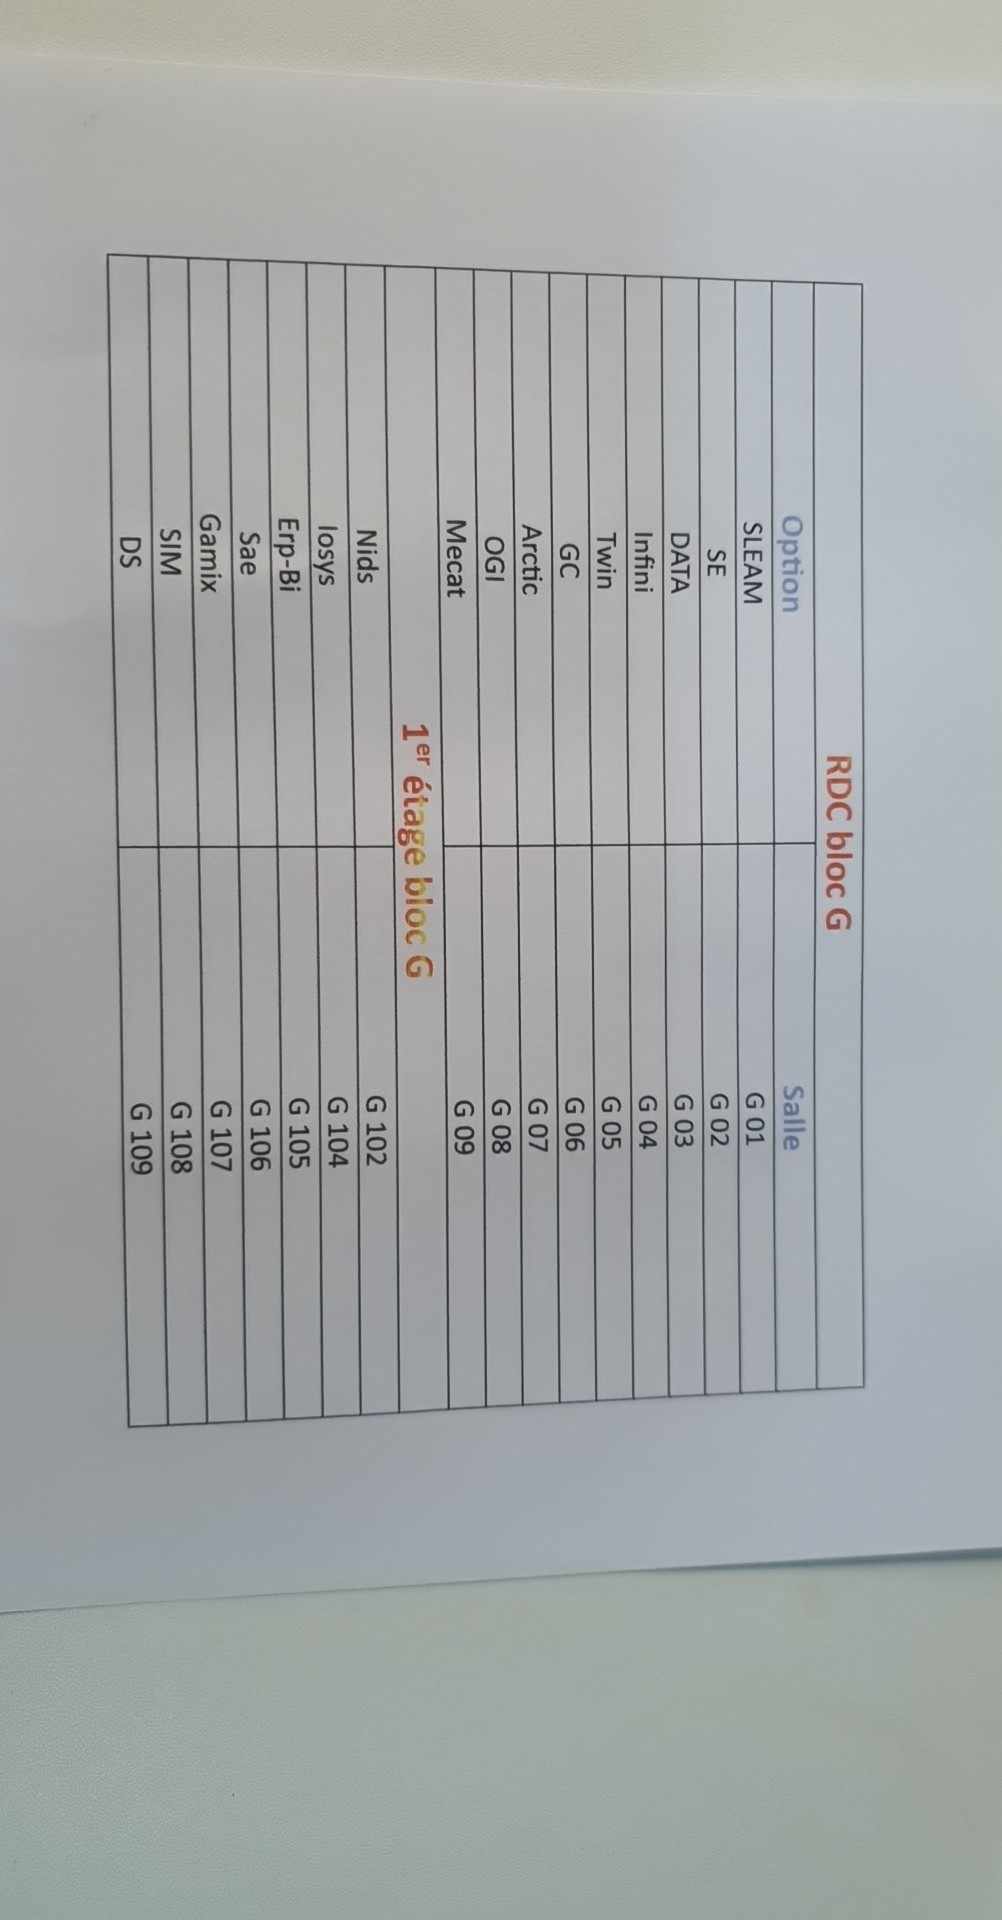 RDC bloc G
Option Salle
SLEAM G 01
SE G 02
DATA G 03
Infini G 04
Twin G 05
GC G 06
Arctic G 07
OGI G 08
Mecat G 09
1er étage bloc G
Nids G 102
Iosys G 104
Erp-Bi G 105
Sae G 106
Gamix G 107
SIM G 108
DS G 109